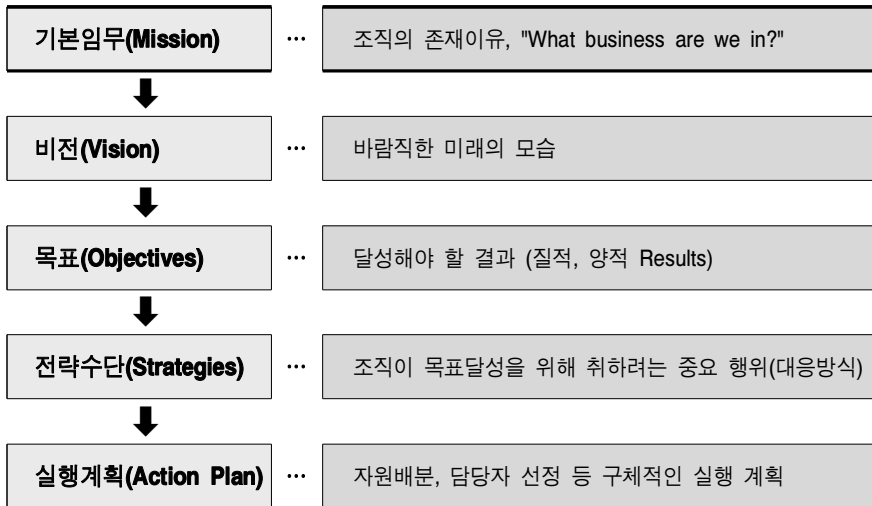 기본임무(Mission) ··· 조직의 존재이유, "What business are we in?"
비전(Vision) ··· 바람직한 미래의 모습
목표(Objectives) ··· 달성해야 할 결과 (질적, 양적 Results)
전략수단(Strategies) ··· 조직이 목표달성을 위해 취하려는 중요 행위(대응방식)
실행계획(Action Plan) ··· 자원배분, 담당자 선정 등 구체적인 실행 계획